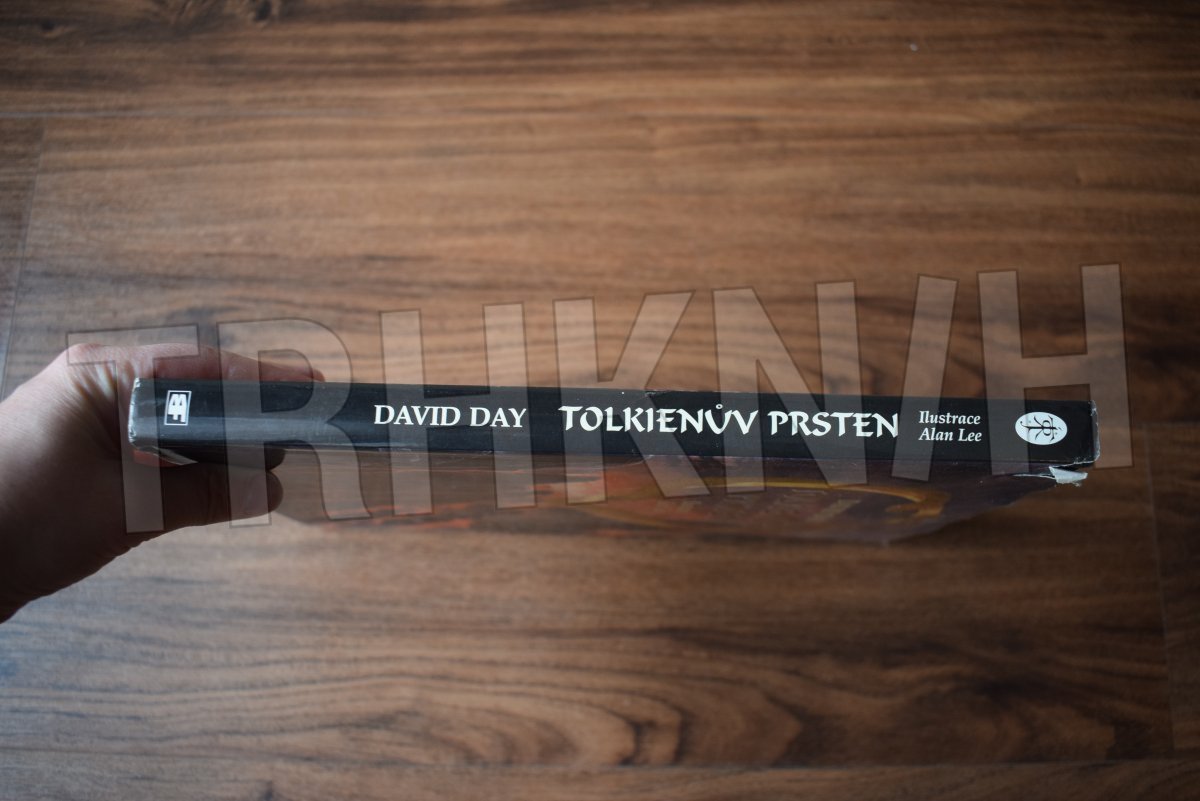 TRHKNIH
DAVID DAY TOLKIENŮV PRSTEN Ilustrace
Alan Lee